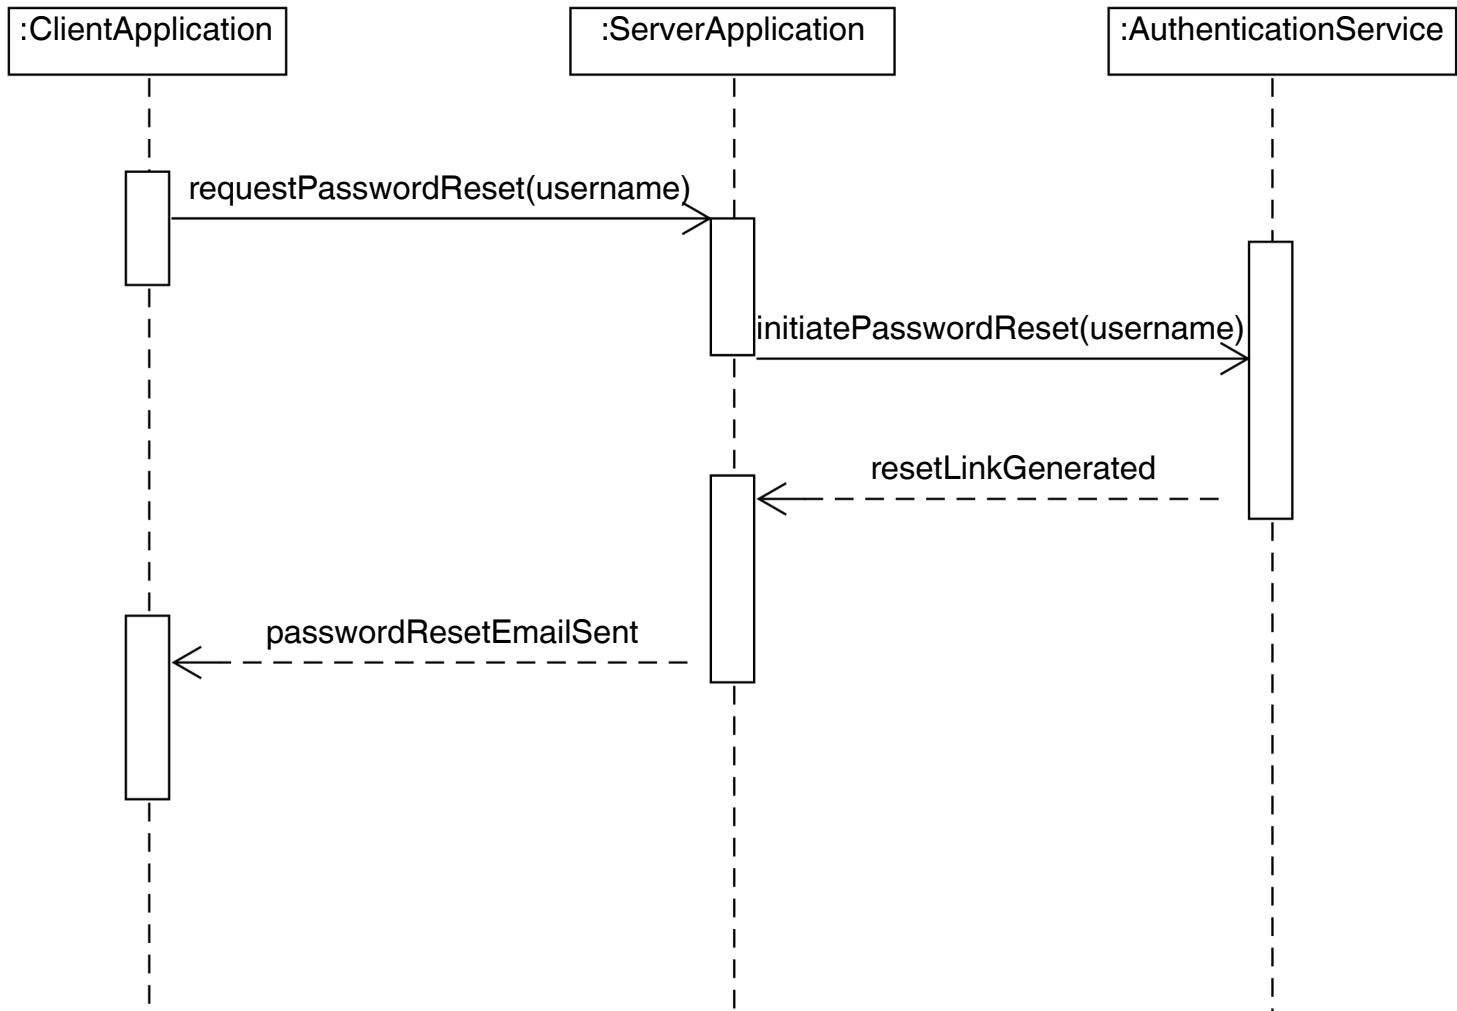 :ClientApplication
:ServerApplication
:AuthenticationService
requestPasswordReset(username)
initiatePasswordReset(username)
resetLinkGenerated
passwordResetEmailSent